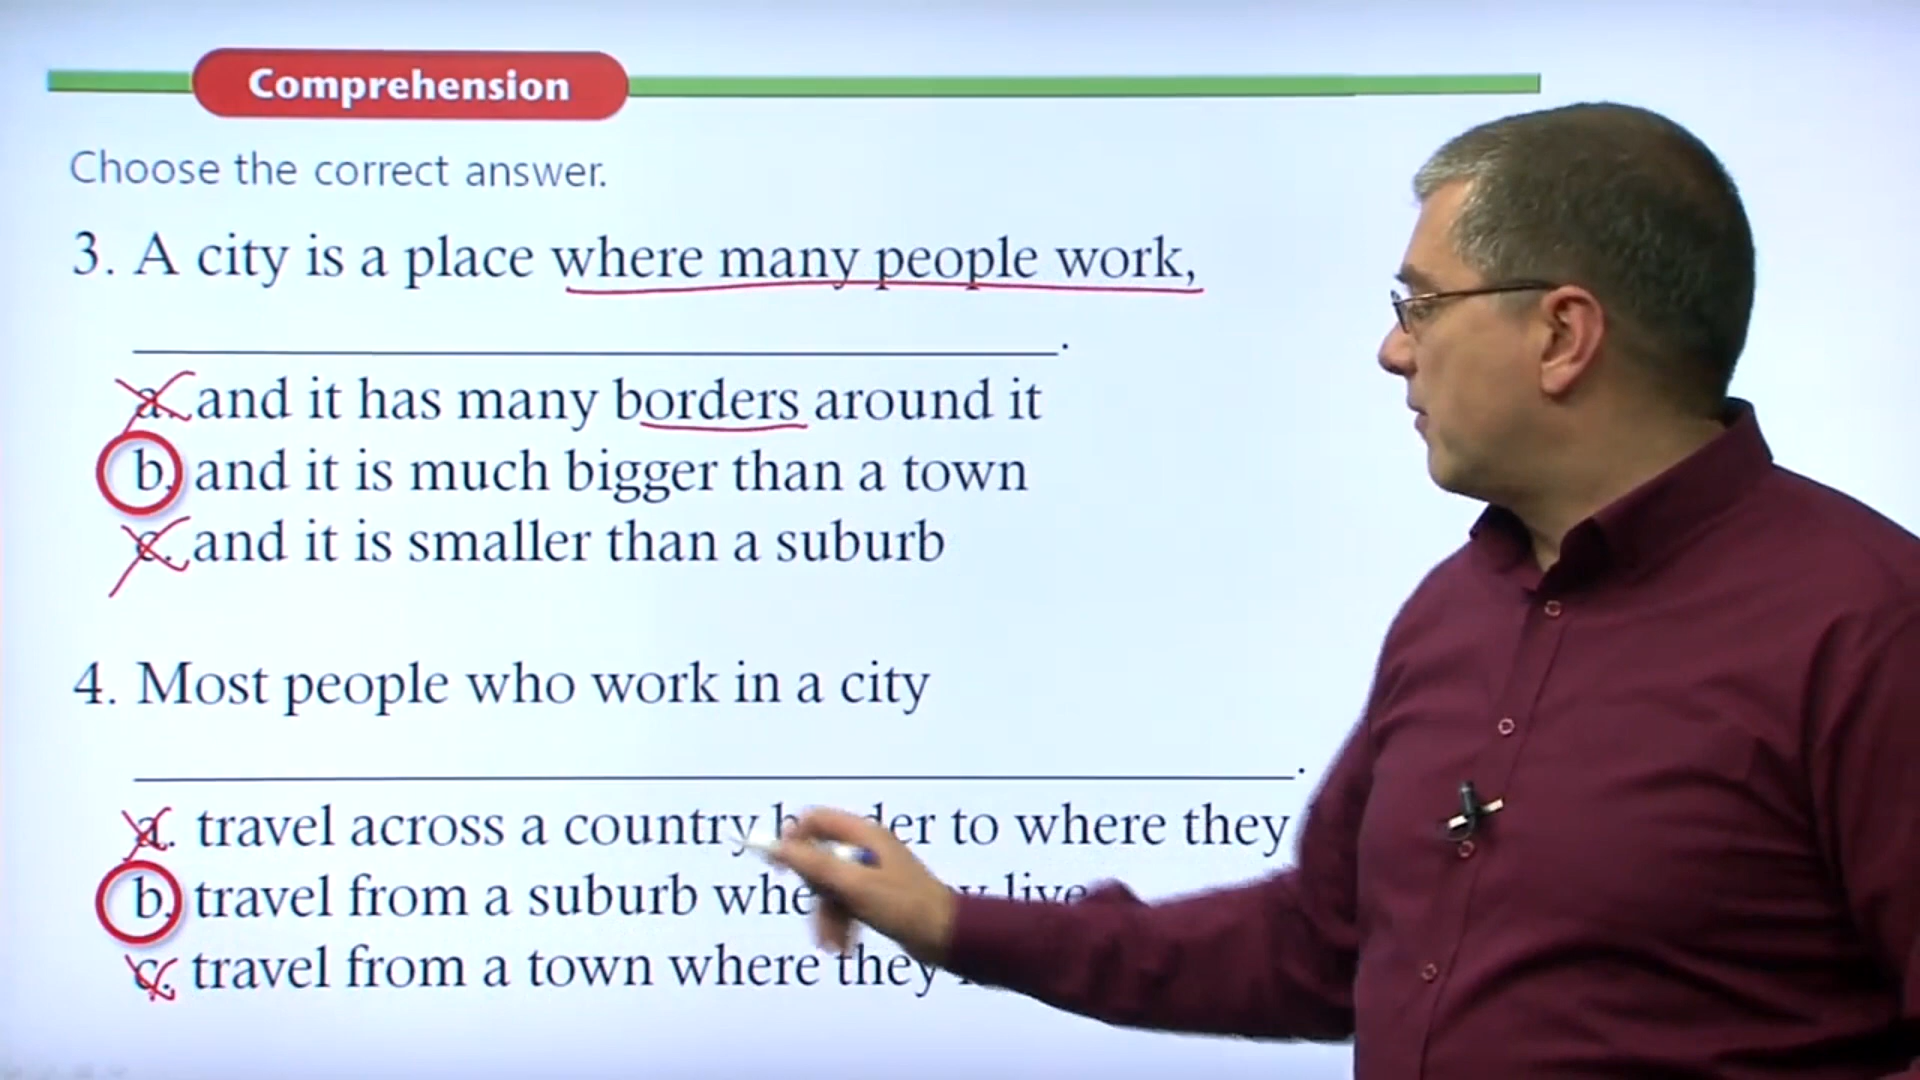 Comprehension
Choose the correct answer.
3. A city is a place where many people work,
.
a. and it has many borders around it
b. and it is much bigger than a town
c. and it is smaller than a suburb
4. Most people who work in a city
.
a. travel across a country to where they
b. travel from a suburb live
c. travel from a town where they